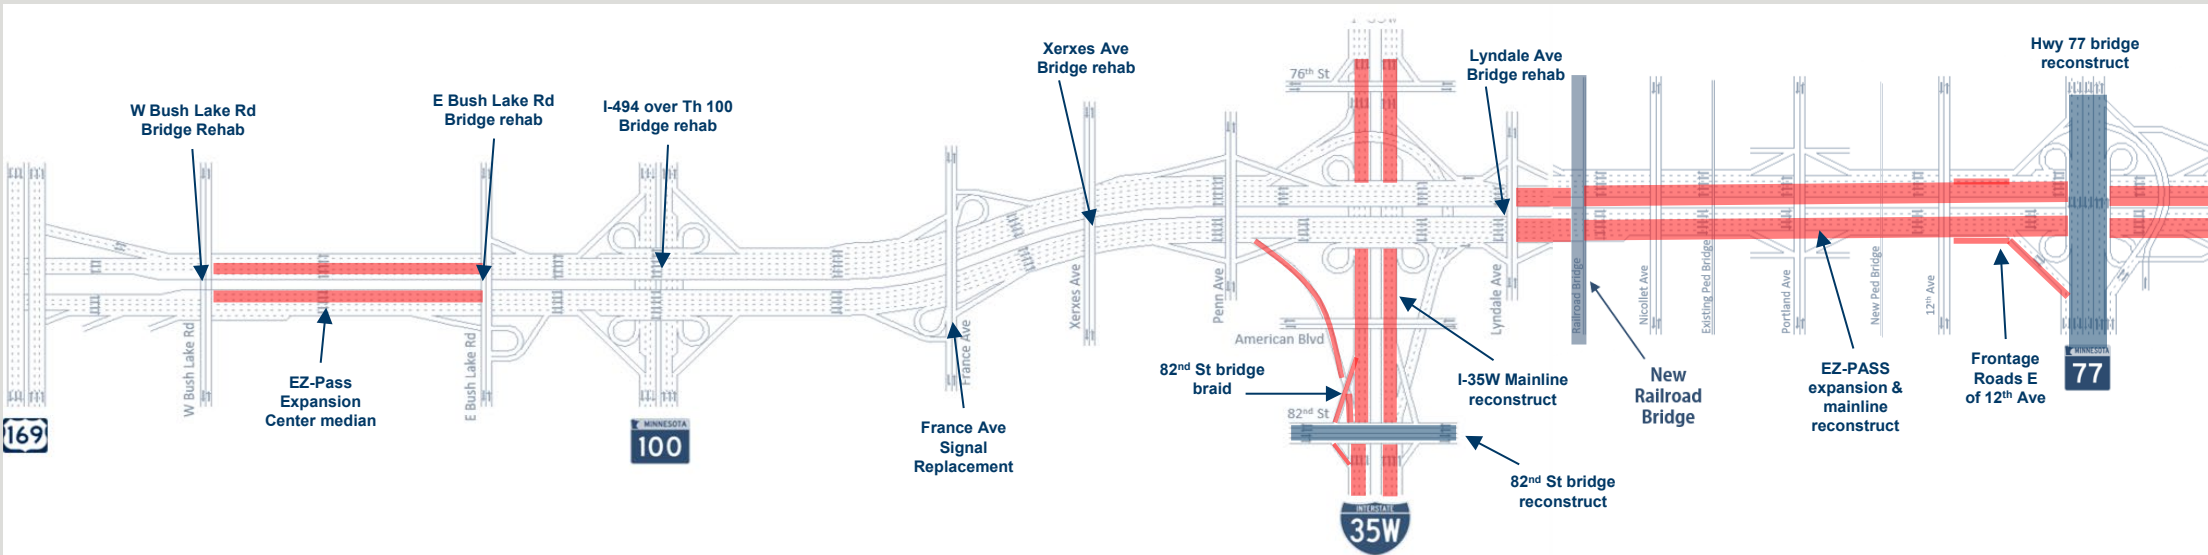 I-35W
Xerxes Ave
Bridge rehab
Lyndale Ave
Bridge rehab
Hwy 77 bridge
reconstruct
76th St
W Bush Lake Rd
Bridge Rehab
E Bush Lake Rd
Bridge rehab
I-494 over Th 100
Bridge rehab
W Bush Lake Rd
E Bush Lake Rd
France Ave
Xerxes Ave
Penn Ave
Lyndale Ave
Railroad Bridge
Nicollet Ave
Existing Ped Bridge
Portland Ave
New Ped Bridge
12th Ave
American Blvd
EZ-Pass
Expansion
Center median
82nd St bridge
braid
I-35W Mainline
reconstruct
New
Railroad
Bridge
EZ-PASS
expansion &
mainline
reconstruct
Frontage
Roads E
of 12th Ave
MINNESOTA
77
82nd St
169
MINNESOTA
100
France Ave
Signal
Replacement
82nd St bridge
reconstruct
INTERSTATE
35W